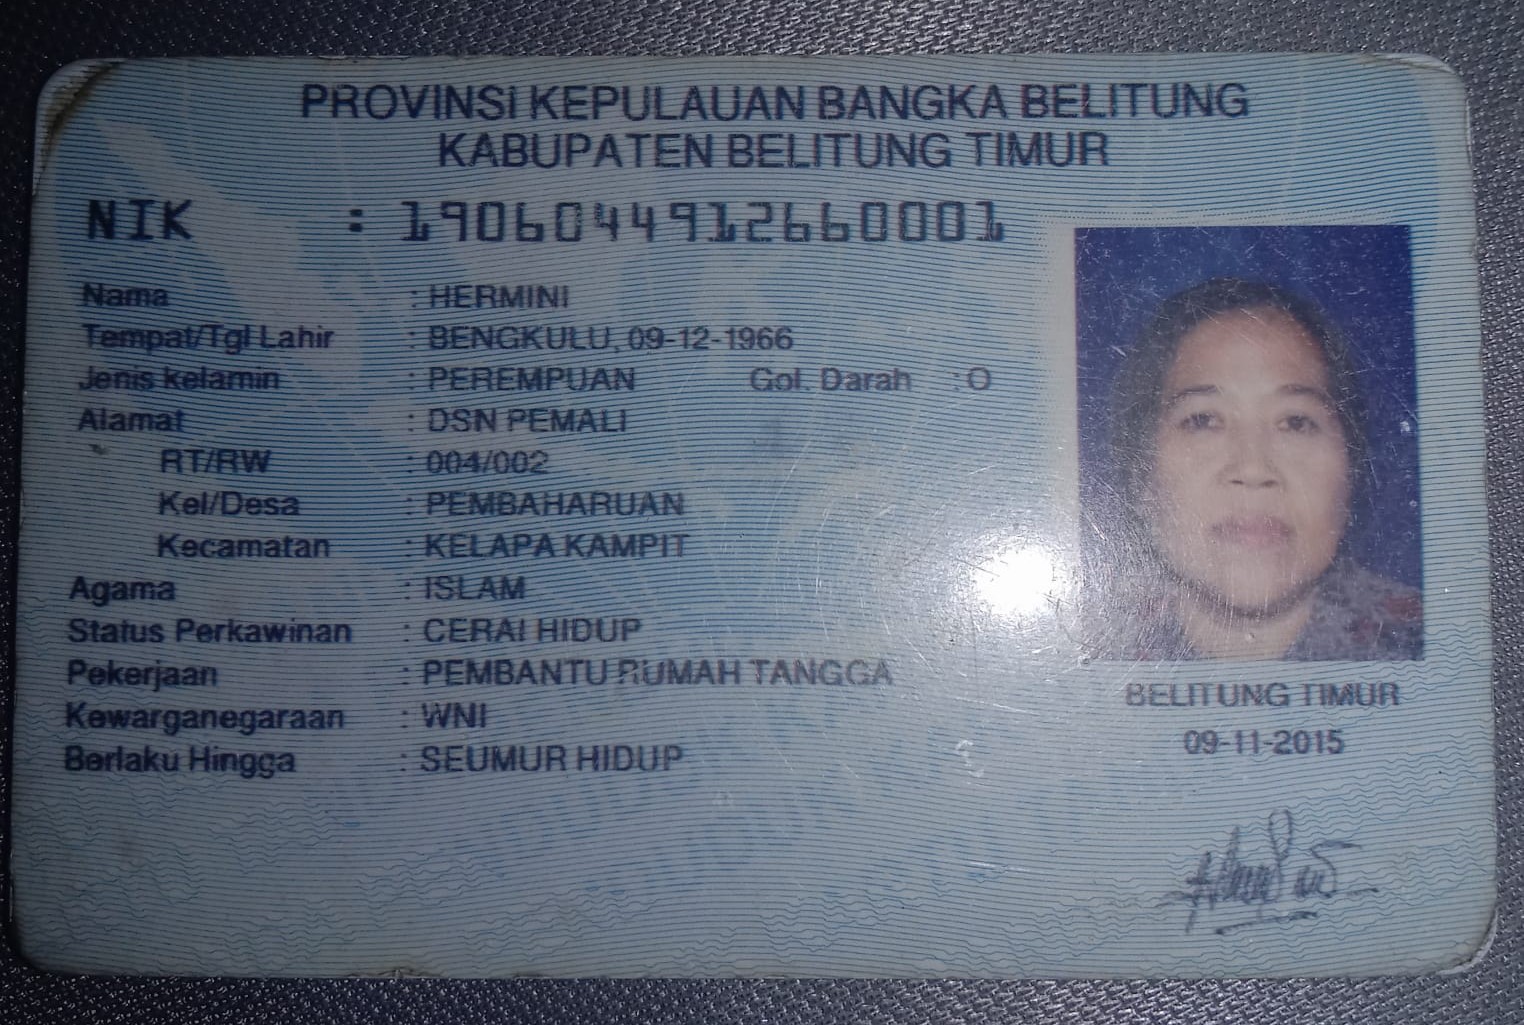 PROVINSI KEPULAUAN BANGKA BELITUNG
KABUPATEN BELITUNG TIMUR
NIK : 1906044912660001
Nama : HERMINI
Tempat/Tgl Lahir : BENGKULU, 09-12-1966
Jenis kelamin : PEREMPUAN Gol. Darah : O
Alamat : DSN PEMALI
RT/RW : 004/002
Kel/Desa : PEMBAHARUAN
Kecamatan : KELAPA KAMPIT
Agama : ISLAM
Status Perkawinan : CERAI HIDUP
Pekerjaan : PEMBANTU RUMAH TANGGA
Kewarganegaraan : WNI
Berlaku Hingga : SEUMUR HIDUP
BELITUNG TIMUR
09-11-2015